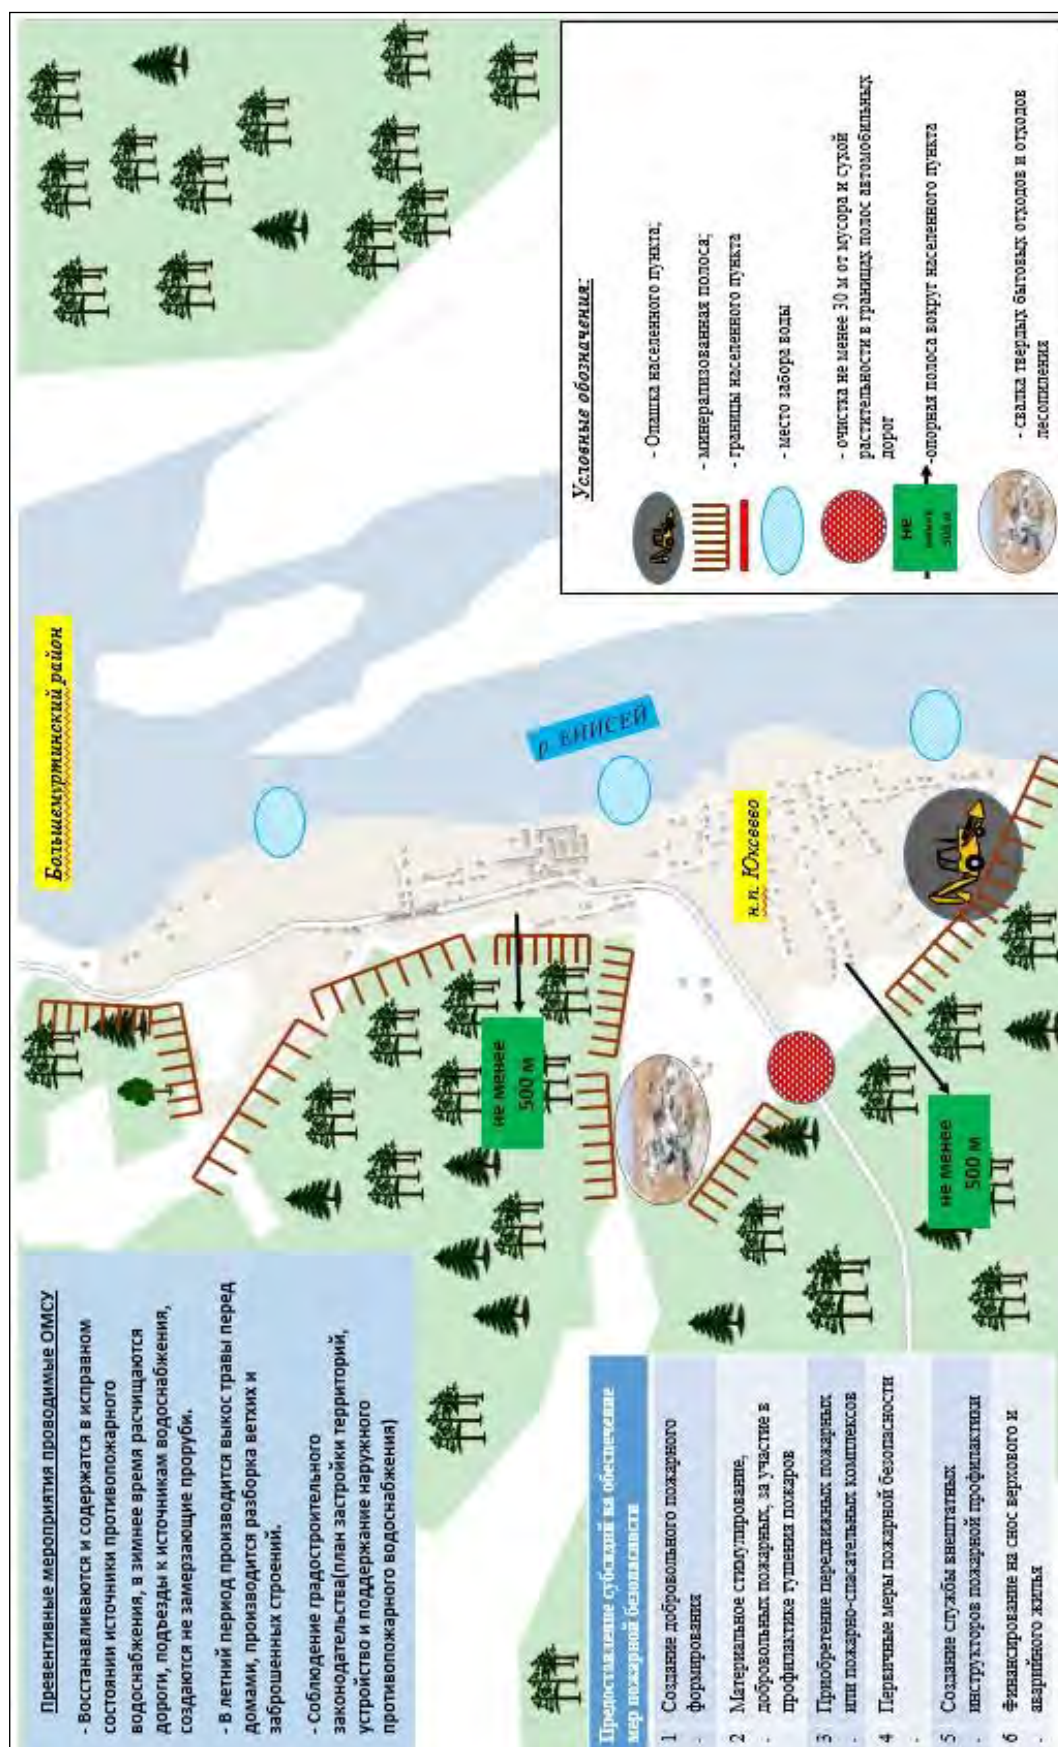 Превентивные мероприятия проводимые ОМСУ
- Восстанавливаются и содержатся в исправном
состоянии источники противопожарного
водоснабжения, в зимнее время расчищаются
дороги, подъезды к источникам водоснабжения,
создаются не замерзающие проруби.
- В летний период производится выкос травы перед
домами, производится разборка ветхих и
заброшенных строений.
- Соблюдение градостроительного
законодательства(план застройки территорий,
устройство и поддержание наружного
противопожарного водоснабжения)
Предоставление субсидий на обеспечение
мер пожарной безопасности
1 Создание добровольного пожарного
. формирования
2 Материальное стимулирование,
. добровольных пожарных, за участие в
профилактике тушения пожаров
3 Приобретение передвижных пожарных
. или пожарно-спасательных комплексов
4 Первичные меры пожарной безопасности
.
5 Создание службы внештатных
. инструкторов пожарной профилактики
6 Финансирование на снос верхового и
. аварийного жилья
Большемуртинский район
р. ЕНИСЕЙ
н.п. Юксеево
не менее
500 м
не менее
500 м
Условные обозначения:
- Опашка населенного пункта;
- минерализованная полоса;
- границы населенного пункта
- место забора воды
- очистка не менее 30 м от мусора и сухой
растительности в границах полос автомобильных
дорог
не
менее
500 м
-опорная полоса вокруг населенного пункта
- свалка твердых бытовых отходов и отходов
лесопиления